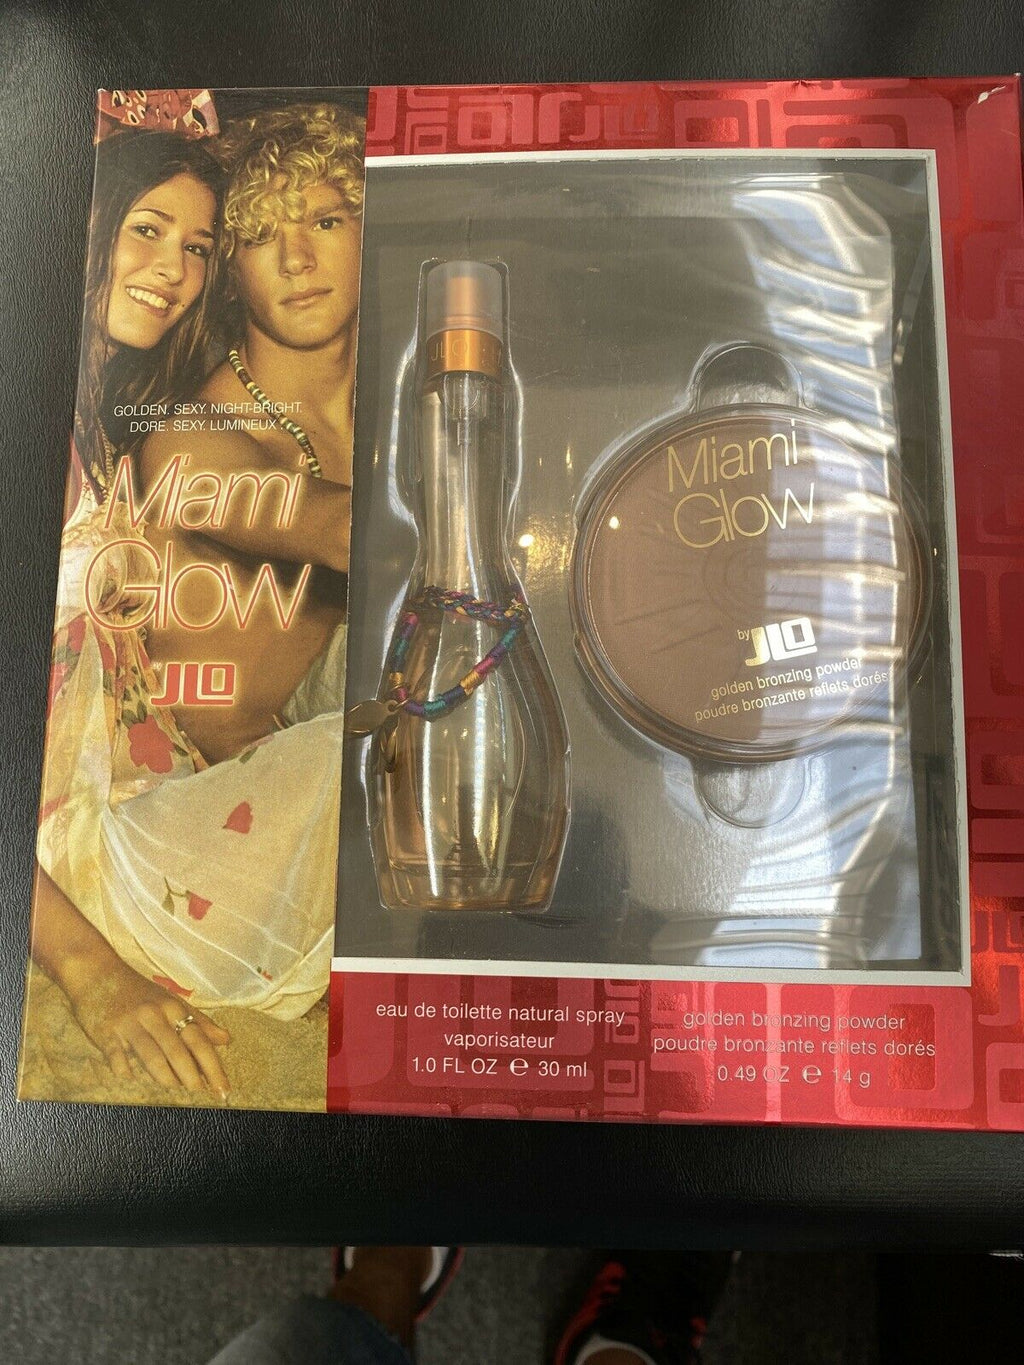 GOLDEN. SEXY. NIGHT-BRIGHT.
DORE. SEXY. LUMINEUX.
Miami
Glow
BY
JLO
Miami
Glow
by JLO
golden bronzing powder
poudre bronzante reflets dorés
eau de toilette natural spray
vaporisateur
1.0 FL OZ ℮ 30 ml
golden bronzing powder
poudre bronzante reflets dorés
0.49 OZ ℮ 14 g